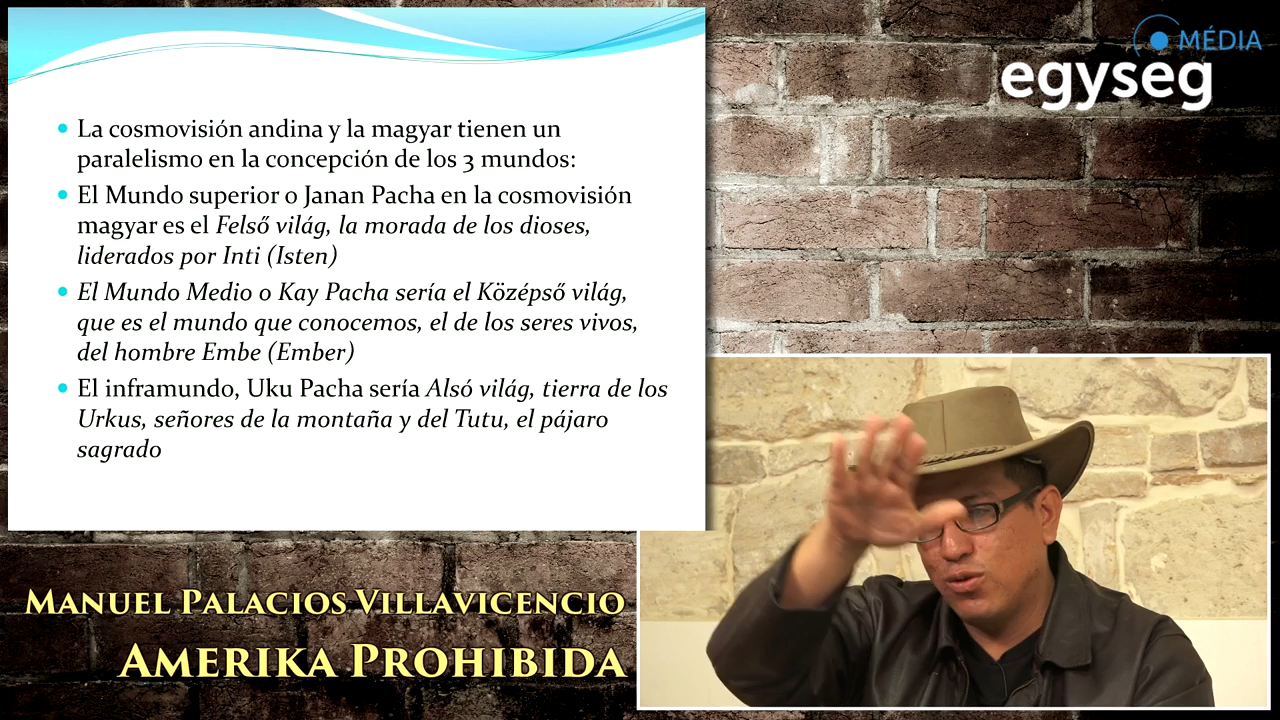 La cosmovisión andina y la magyar tienen un
paralelismo en la concepción de los 3 mundos:
El Mundo superior o Janan Pacha en la cosmovisión
magyar es el Felső világ, la morada de los dioses,
liderados por Inti (Isten)
El Mundo Medio o Kay Pacha sería el Középső világ,
que es el mundo que conocemos, el de los seres vivos,
del hombre Embe (Ember)
El inframundo, Uku Pacha sería Alsó világ, tierra de los
Urkus, señores de la montaña y del Tutu, el pájaro
sagrado
MÉDIA
egyseg
Manuel Palacios Villavicencio
Amerika Prohibida